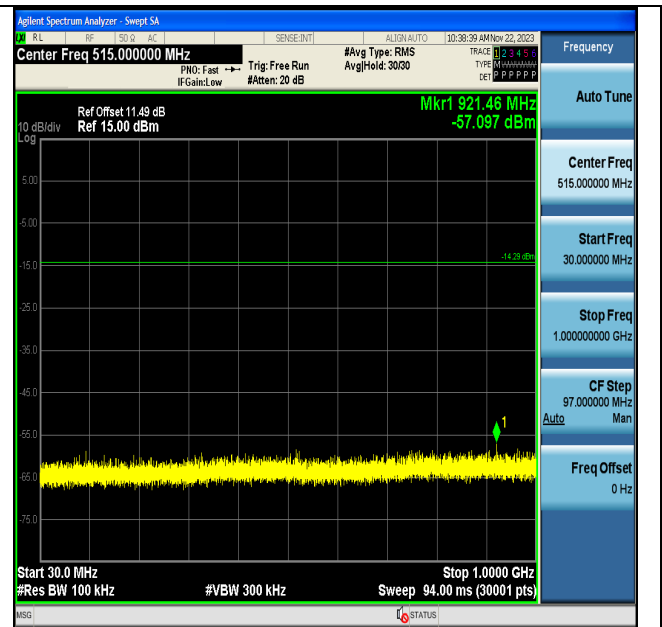 Agilent Spectrum Analyzer - Swept SA
LXI RL RF 50 Ω AC SENSE:INT ALIGN AUTO 10:38:39 AM Nov 22, 2023
Center Freq 515.000000 MHz
PNO: Fast
IFGain:Low
Trig: Free Run
#Atten: 20 dB
#Avg Type: RMS
Avg|Hold: 30/30
TRACE 1 2 3 4 5 6
TYPE M
DET P P P P P P
Mkr1 921.46 MHz
-57.097 dBm
Ref Offset 11.49 dB
10 dB/div Ref 15.00 dBm
Log
5.00
-5.00
-14.29 dBm
-15.0
-25.0
-35.0
-45.0
1
-55.0
-65.0
-75.0
Start 30.0 MHz Stop 1.0000 GHz
#Res BW 100 kHz #VBW 300 kHz Sweep 94.00 ms (30001 pts)
MSG STATUS
Frequency
Auto Tune
Center Freq
515.000000 MHz
Start Freq
30.000000 MHz
Stop Freq
1.000000000 GHz
CF Step
97.000000 MHz
Auto Man
Freq Offset
0 Hz